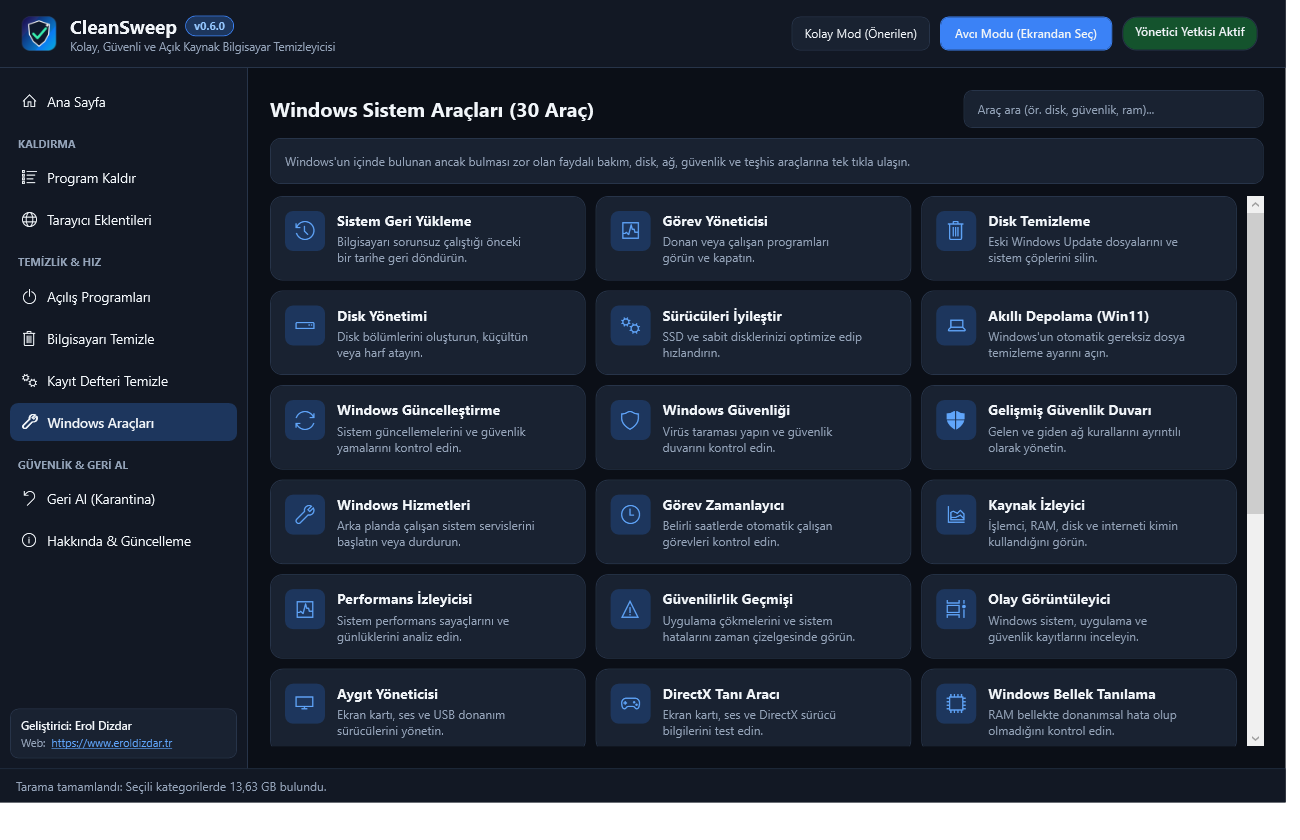 CleanSweep v0.6.0
Kolay, Güvenli ve Açık Kaynak Bilgisayar Temizleyicisi
Kolay Mod (Önerilen)
Avcı Modu (Ekrandan Seç)
Yönetici Yetkisi Aktif
Ana Sayfa
KALDIRMA
Program Kaldır
Tarayıcı Eklentileri
TEMİZLİK & HIZ
Açılış Programları
Bilgisayarı Temizle
Kayıt Defteri Temizle
Windows Araçları
GÜVENLİK & GERİ AL
Geri Al (Karantina)
Hakkında & Güncelleme
Geliştirici: Erol Dizdar
Web: https://www.eroldizdar.tr
Windows Sistem Araçları (30 Araç)
Araç ara (ör. disk, güvenlik, ram)...
Windows'un içinde bulunan ancak bulması zor olan faydalı bakım, disk, ağ, güvenlik ve teşhis araçlarına tek tıkla ulaşın.
Sistem Geri Yükleme
Bilgisayarı sorunsuz çalıştığı önceki
bir tarihe geri döndürün.
Görev Yöneticisi
Donan veya çalışan programları
görün ve kapatın.
Disk Temizleme
Eski Windows Update dosyalarını ve
sistem çöplerini silin.
Disk Yönetimi
Disk bölümlerini oluşturun, küçültün
veya harf atayın.
Sürücüleri İyileştir
SSD ve sabit disklerinizi optimize edip
hızlandırın.
Akıllı Depolama (Win11)
Windows'un otomatik gereksiz dosya
temizleme ayarını açın.
Windows Güncelleştirme
Sistem güncellemelerini ve güvenlik
yamalarını kontrol edin.
Windows Güvenliği
Virüs taraması yapın ve güvenlik
duvarını kontrol edin.
Gelişmiş Güvenlik Duvarı
Gelen ve giden ağ kurallarını ayrıntılı
olarak yönetin.
Windows Hizmetleri
Arka planda çalışan sistem servislerini
başlatın veya durdurun.
Görev Zamanlayıcı
Belirli saatlerde otomatik çalışan
görevleri kontrol edin.
Kaynak İzleyici
İşlemci, RAM, disk ve interneti kimin
kullandığını görün.
Performans İzleyicisi
Sistem performans sayaçlarını ve
günlüklerini analiz edin.
Güvenilirlik Geçmişi
Uygulama çökmelerini ve sistem
hatalarını zaman çizelgesinde görün.
Olay Görüntüleyici
Windows sistem, uygulama ve
güvenlik kayıtlarını inceleyin.
Aygıt Yöneticisi
Ekran kartı, ses ve USB donanım
sürücülerini yönetin.
DirectX Tanı Aracı
Ekran kartı, ses ve DirectX sürücü
bilgilerini test edin.
Windows Bellek Tanılama
RAM bellekte donanımsal hata olup
olmadığını kontrol edin.
Tarama tamamlandı: Seçili kategorilerde 13,63 GB bulundu.